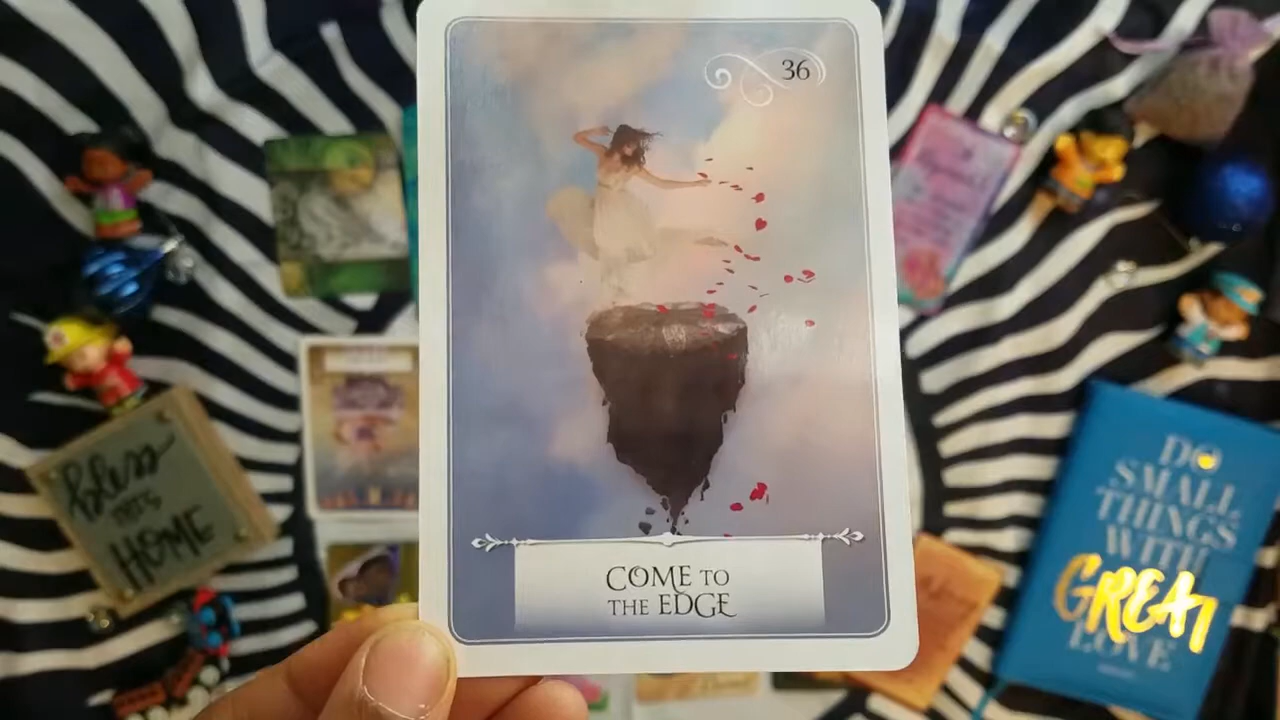 36
COME TO
THE EDGE
bless
THIS
HOME
DO
SMALL
THINGS
WITH
GREAT
LOVE